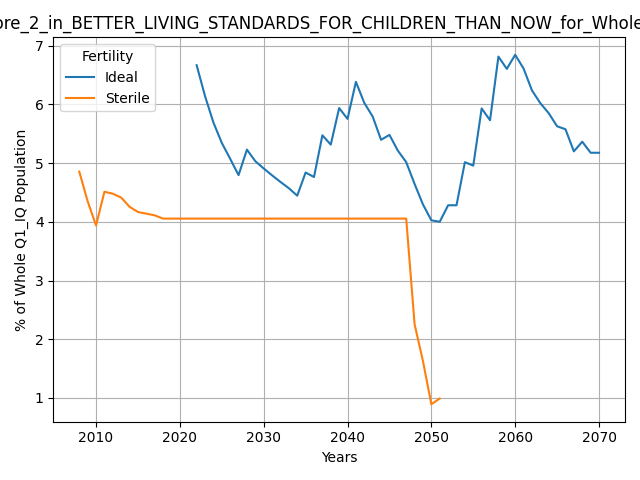 ore_2_in_BETTER_LIVING_STANDARDS_FOR_CHILDREN_THAN_NOW_for_Whole
Fertility
Ideal
Sterile
% of Whole Q1_IQ Population
7
6
5
4
3
2
1
2010 2020 2030 2040 2050 2060 2070
Years